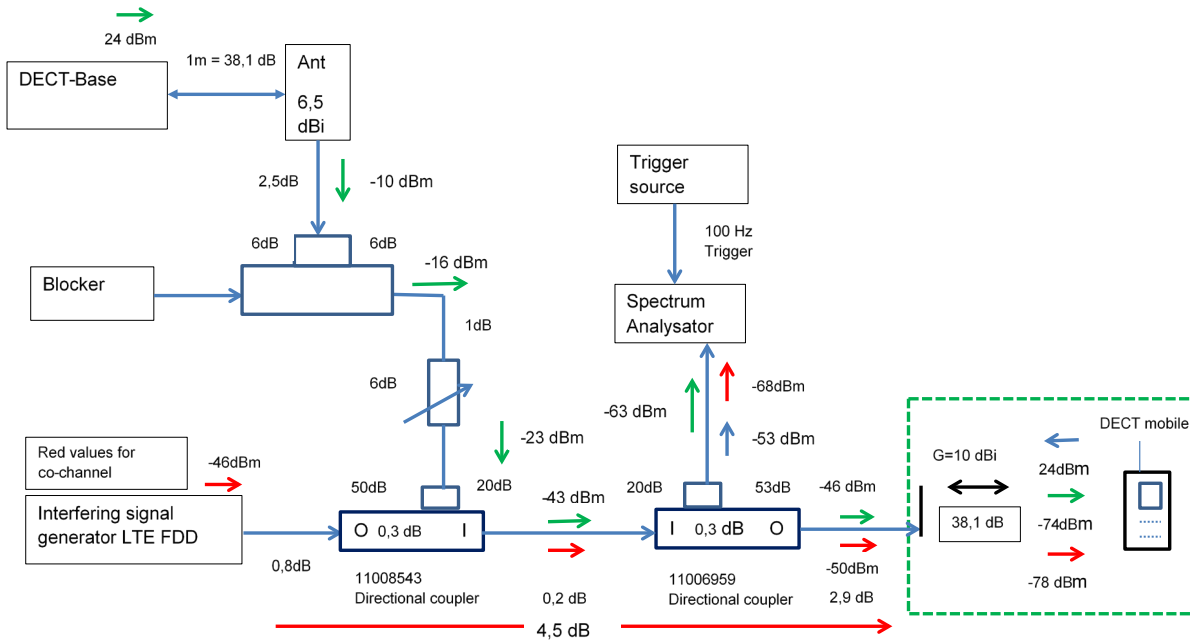 24 dBm
1m = 38,1 dB
DECT-Base
Ant
6,5
dBi
2,5dB
-10 dBm
Trigger
source
6dB
6dB
100 Hz
Trigger
-16 dBm
Blocker
Spectrum
Analysator
1dB
6dB
-68dBm
-63 dBm
-53 dBm
-23 dBm
Red values for
co-channel
-46dBm
DECT mobile
G=10 dBi
24dBm
50dB
20dB
-43 dBm
20dB
53dB
-46 dBm
Interfering signal
generator LTE FDD
O
0,3 dB
I
I
0,3 dB
O
38,1 dB
-74dBm
0,8dB
-50dBm
-78 dBm
11008543
Directional coupler
0,2 dB
11006959
Directional coupler
2,9 dB
4,5 dB